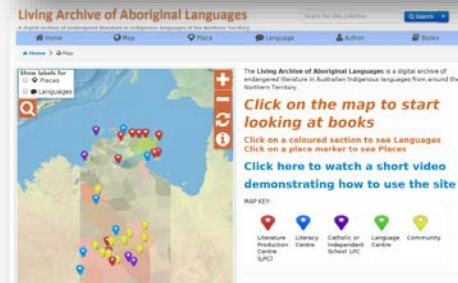 Living Archive of Aboriginal Languages
A digital archive of endangered literature in Indigenous languages of the Northern Territory
Search the LAAL collection
Search
Home
Map
Place
Language
Author
Books
Home > Map
Show labels for
Places
Languages
The Living Archive of Aboriginal Languages is a digital archive of
endangered literature in Australian Indigenous languages from around the
Northern Territory.
Click on the map to start
looking at books
Click on a coloured section to see Languages
Click on a place marker to see Places
Click here to watch a short video
demonstrating how to use the site
MAP KEY:
Literature
Production
Centre
(LPC)
Literacy
Centre
Catholic or
Independent
School LPC
Language
Centre
Community